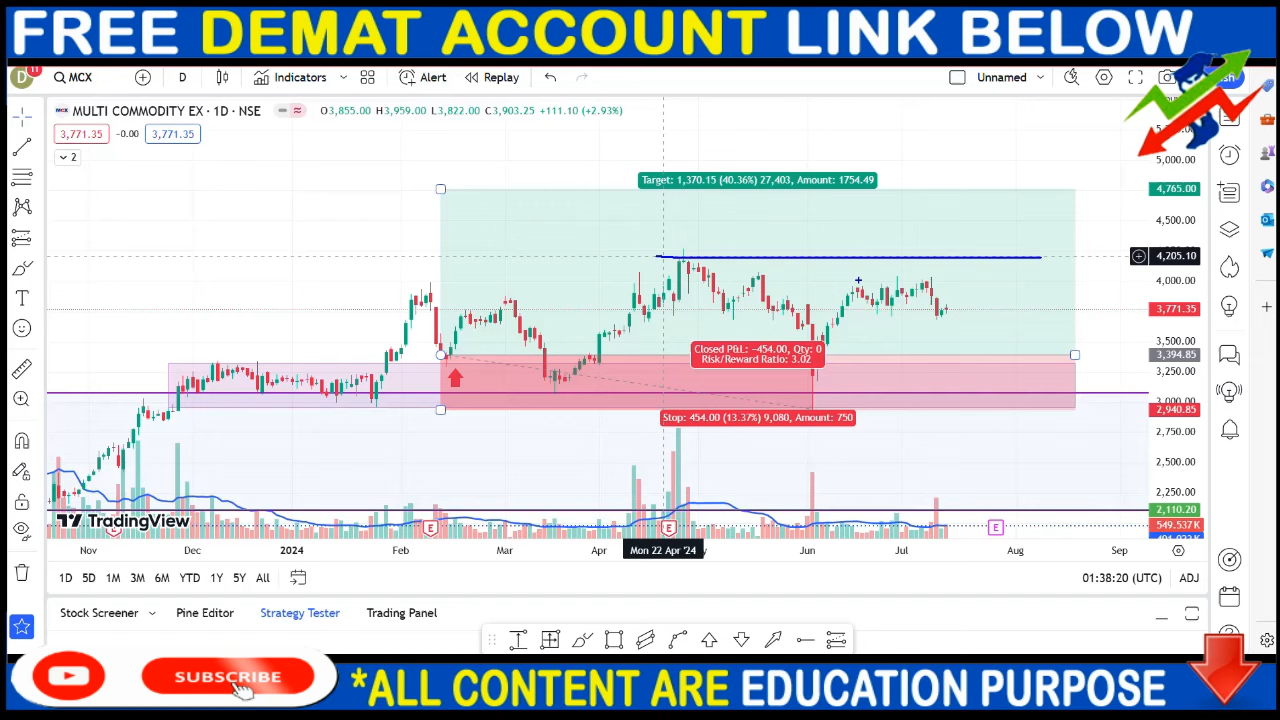 FREE DEMAT ACCOUNT LINK BELOW
D 11 MCX D Indicators Alert Replay Unnamed
MULTI COMMODITY EX · 1D · NSE O3,855.00 H3,959.00 L3,822.00 C3,903.25 +111.10 (+2.93%)
3,771.35 -0.00 3,771.35
2
5,000.00
Target: 1,370.15 (40.36%) 27,403, Amount: 1754.49
4,765.00
4,500.00
4,205.10
4,000.00
3,771.35
Closed P&L: −454.00, Qty: 0
Risk/Reward Ratio: 3.02
3,500.00
3,394.85
3,250.00
3,000.00
Stop: 454.00 (13.37%) 9,080, Amount: 750
2,940.85
2,750.00
2,500.00
2,250.00
2,110.20
TradingView
E E E E
549.537K
Nov Dec 2024 Feb Mar Apr Mon 22 Apr '24 Jun Jul Aug Sep
1D 5D 1M 3M 6M YTD 1Y 5Y All 01:38:20 (UTC) ADJ
Stock Screener Pine Editor Strategy Tester Trading Panel
SUBSCRIBE
*ALL CONTENT ARE EDUCATION PURPOSE